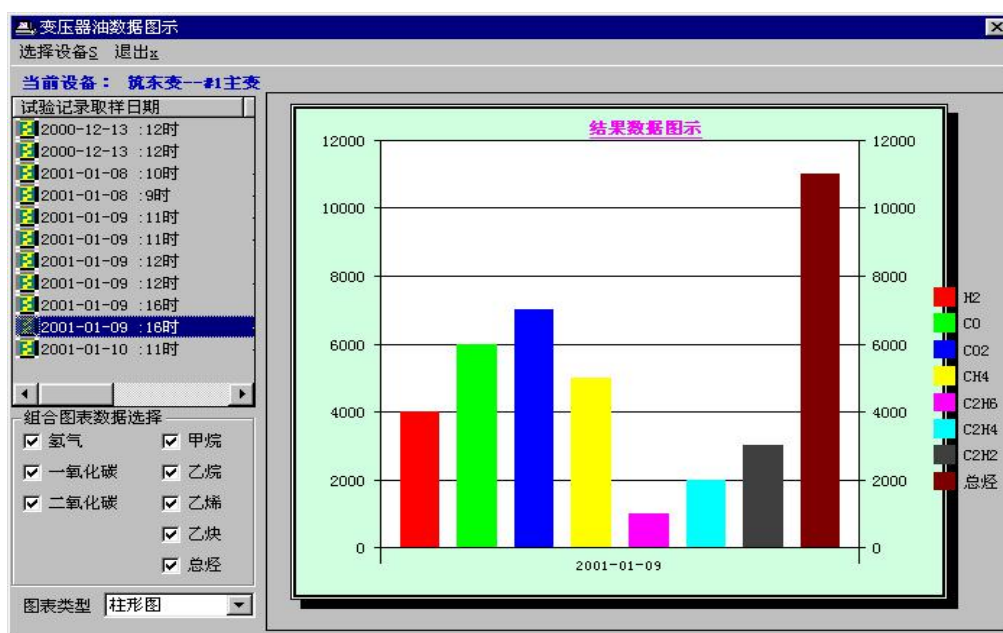 变压器油数据图示
选择设备S 退出x
当前设备： 筑东变--#1主变
试验记录取样日期
2000-12-13 :12时
2000-12-13 :12时
2001-01-08 :10时
2001-01-08 :9时
2001-01-09 :11时
2001-01-09 :11时
2001-01-09 :12时
2001-01-09 :12时
2001-01-09 :16时
2001-01-09 :16时
2001-01-10 :11时
组合图表数据选择
氢气 甲烷
一氧化碳 乙烷
二氧化碳 乙烯
乙炔
总烃
图表类型 柱形图
结果数据图示
12000 12000
10000 10000
8000 8000
6000 6000
4000 4000
2000 2000
0 0
2001-01-09
H2
CO
CO2
CH4
C2H6
C2H4
C2H2
总烃